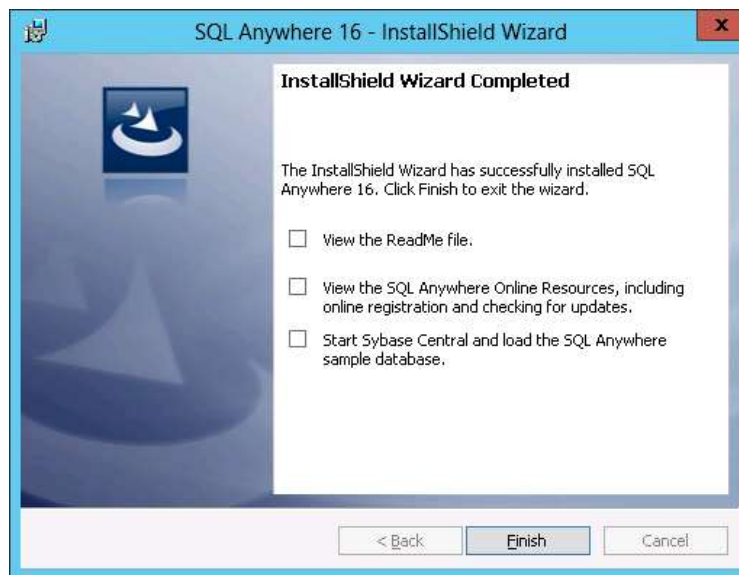 SQL Anywhere 16 - InstallShield Wizard
x
InstallShield Wizard Completed
The InstallShield Wizard has successfully installed SQL
Anywhere 16. Click Finish to exit the wizard.
View the ReadMe file.
View the SQL Anywhere Online Resources, including
online registration and checking for updates.
Start Sybase Central and load the SQL Anywhere
sample database.
< Back
Finish
Cancel